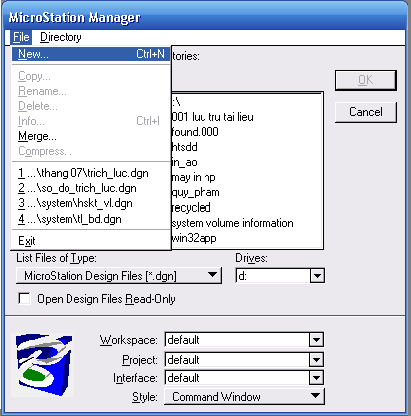 MicroStation Manager
File Directory
New... Ctrl+N
tories:
Copy...
Rename...
Delete...
Info... Ctrl+I
Merge...
Compress...
1 ...\thang 07\trich_luc.dgn
2 ...\so_do_trich_luc.dgn
3 ...\system\hskt_vl.dgn
4 ...\system\tl_bd.dgn
Exit
:\
001 luc tru tai lieu
found.000
htsdd
in_ao
may in hp
quy_pham
recycled
system volume information
win32app
OK
Cancel
List Files of Type: Drives:
MicroStation Design Files [*.dgn] d:
Open Design Files Read-Only
Workspace: default
Project: default
Interface: default
Style: Command Window